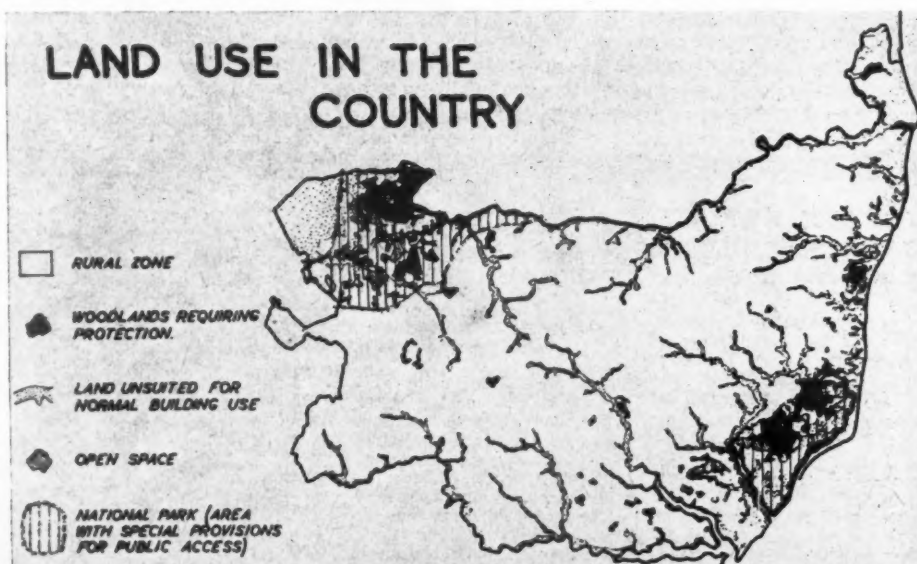 LAND USE IN THE
COUNTRY
RURAL ZONE
WOODLANDS REQUIRING
PROTECTION.
LAND UNSUITED FOR
NORMAL BUILDING USE
OPEN SPACE
NATIONAL PARK (AREA
WITH SPECIAL PROVISIONS
FOR PUBLIC ACCESS)